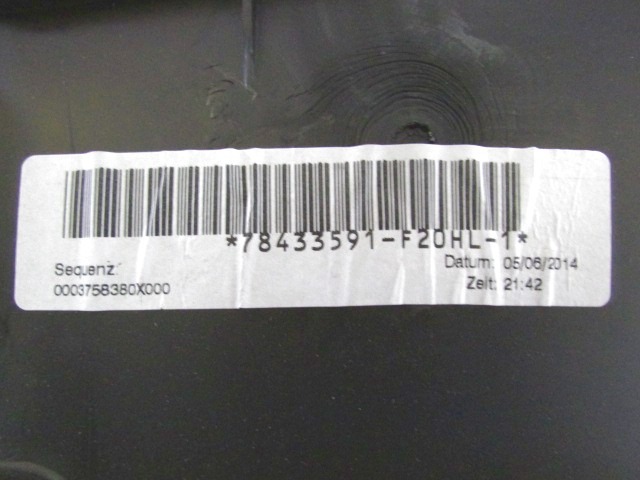 *78433591-F20HL-1*
Sequenz: Datum: 05/06/2014
0003758380X000 Zeit: 21:42